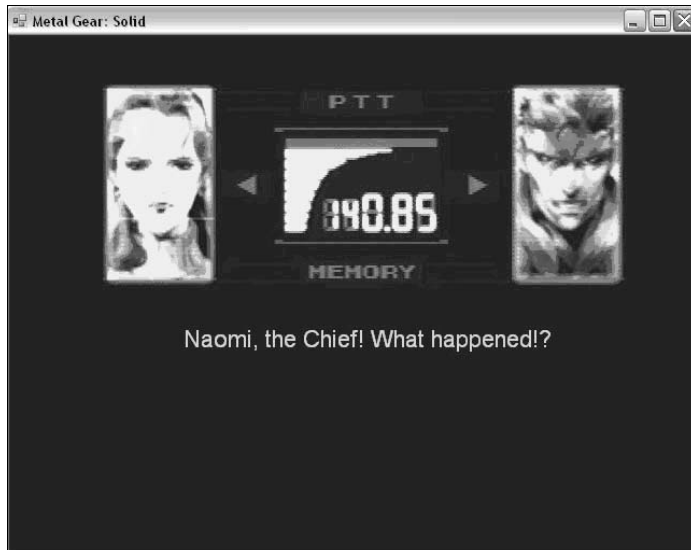 Metal Gear: Solid
PTT
140.85
MEMORY
Naomi, the Chief! What happened!?